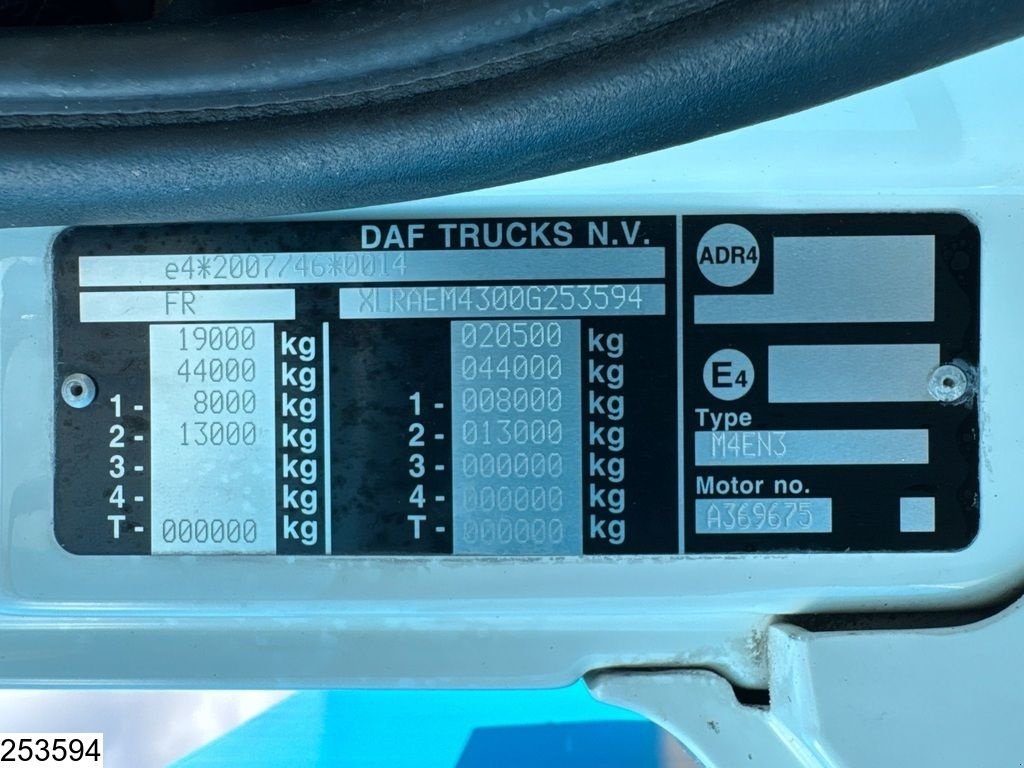 DAF TRUCKS N.V.
e4*2007/46*0014
FR XLRAEM4300G253594
19000 kg 020500 kg
44000 kg 044000 kg
1- 8000 kg 1- 008000 kg
2- 13000 kg 2- 013000 kg
3- kg 3- 000000 kg
4- kg 4- 000000 kg
T- 000000 kg T- 000000 kg
ADR4
E4
Type
M4EN3
Motor no.
A369675
253594